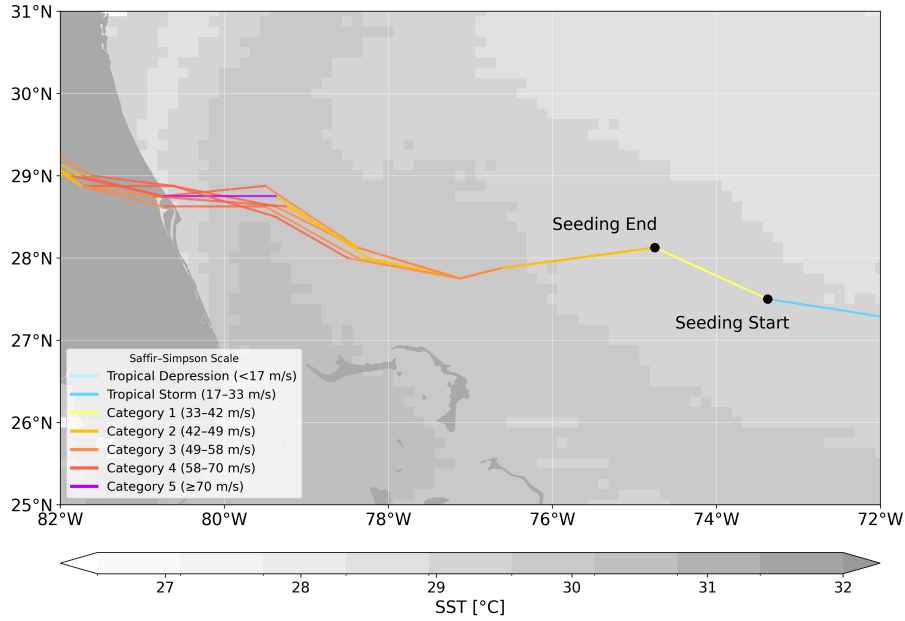 31°N
30°N
29°N
28°N
27°N
26°N
25°N
Seeding End
Seeding Start
Saffir–Simpson Scale
Tropical Depression (<17 m/s)
Tropical Storm (17–33 m/s)
Category 1 (33–42 m/s)
Category 2 (42–49 m/s)
Category 3 (49–58 m/s)
Category 4 (58–70 m/s)
Category 5 (≥70 m/s)
82°W 80°W 78°W 76°W 74°W 72°W
27 28 29 30 31 32
SST [°C]